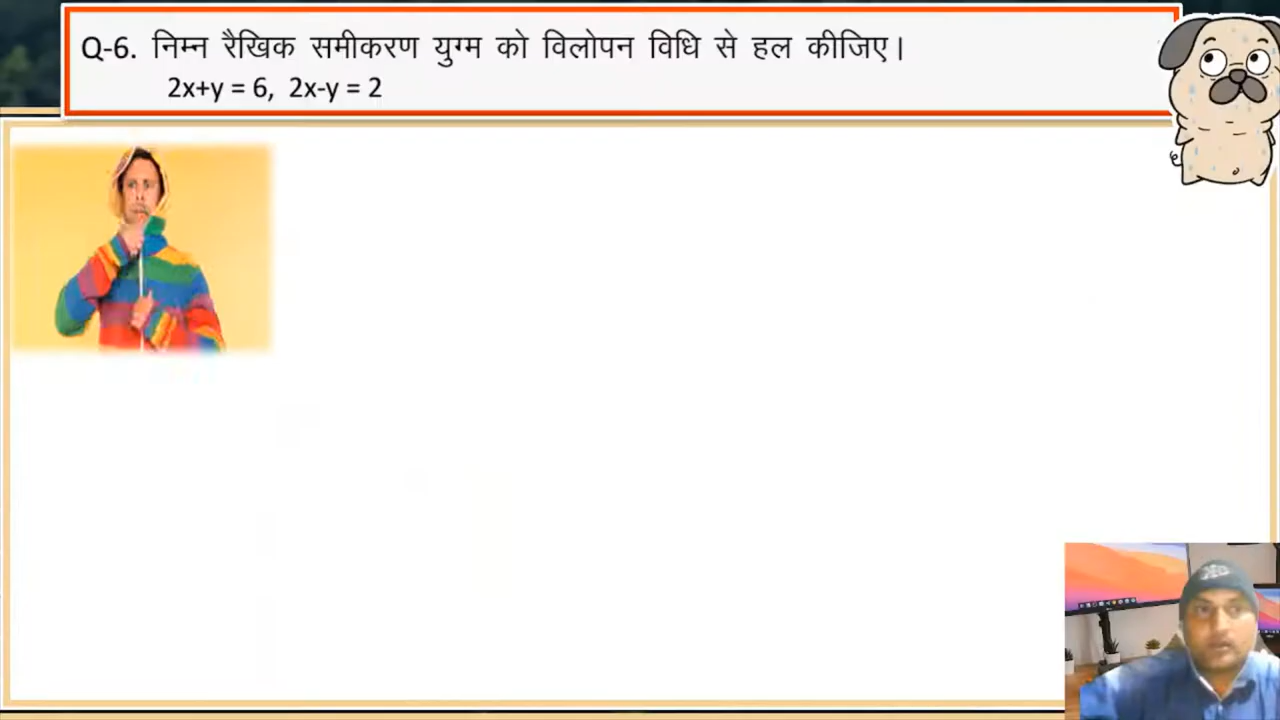 Q-6. निम्न रैखिक समीकरण युग्म को विलोपन विधि से हल कीजिए।
2x+y = 6, 2x-y = 2